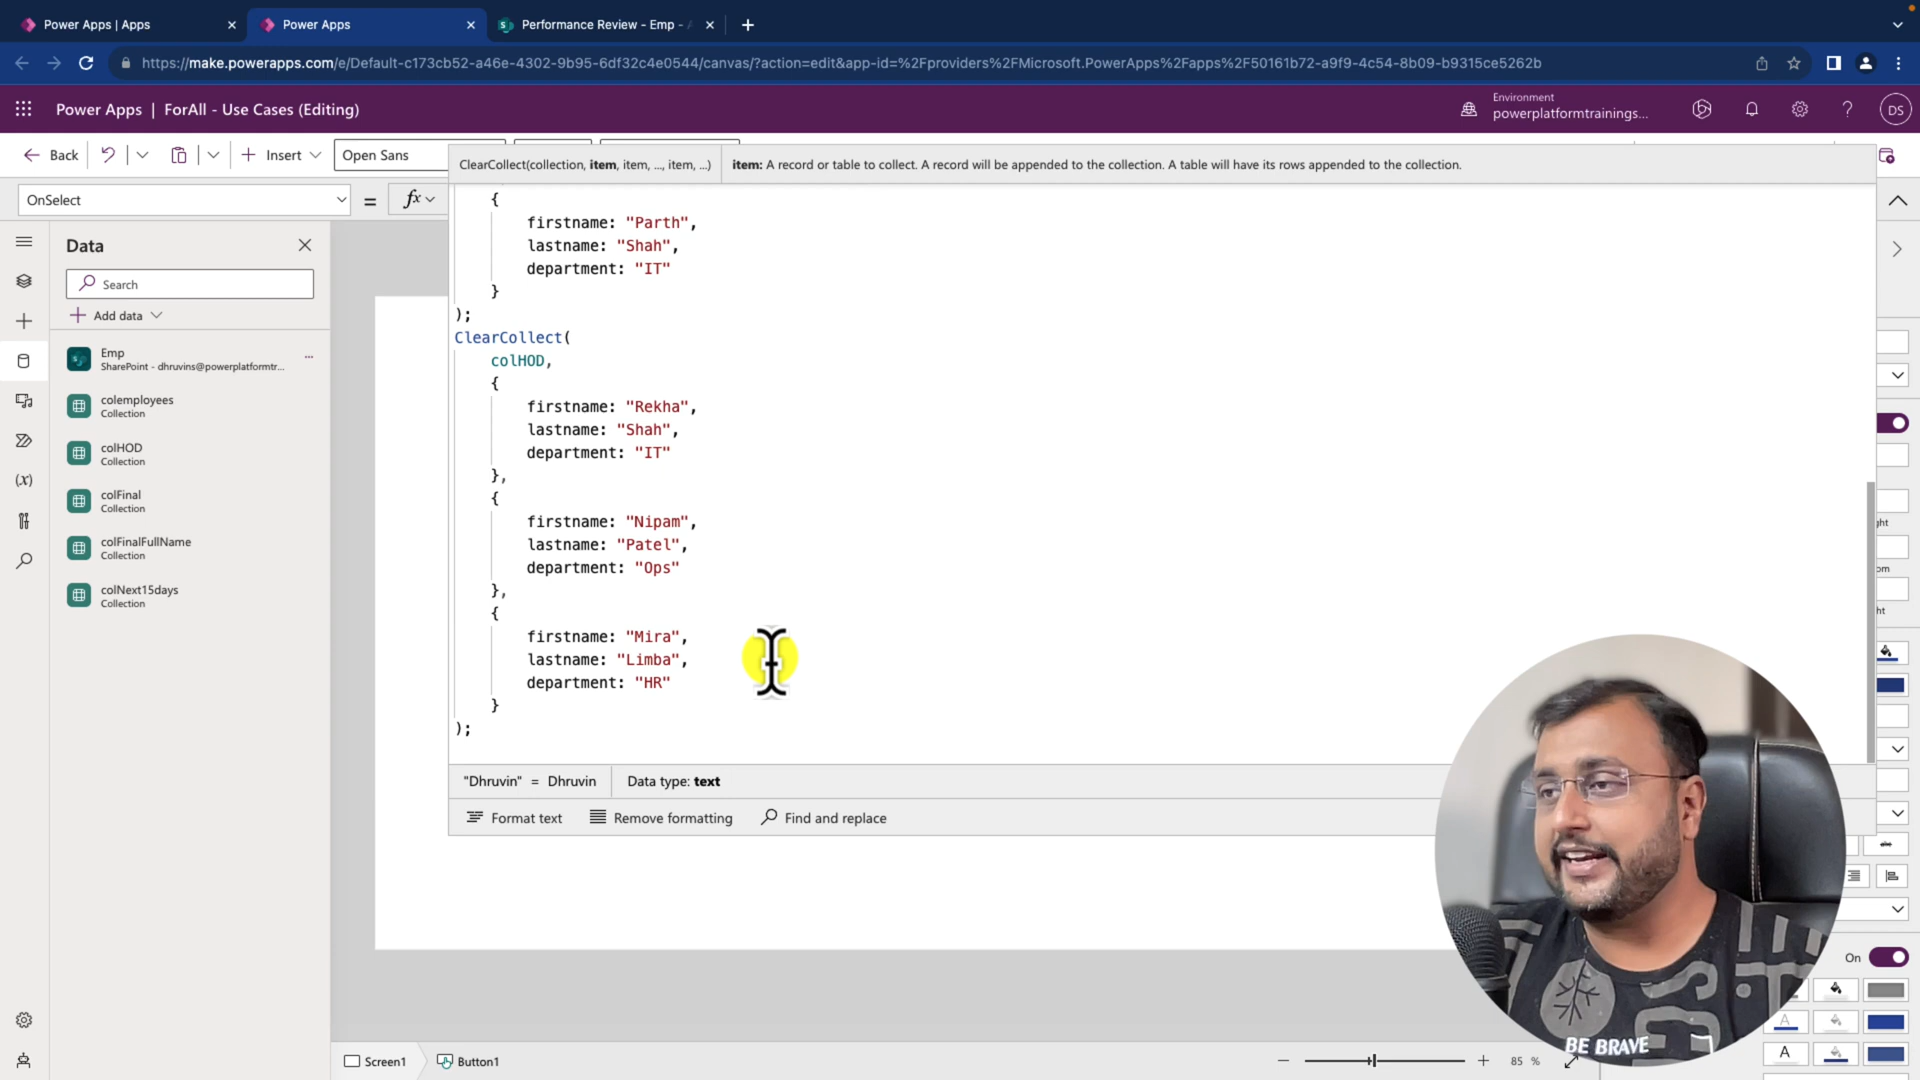 Power Apps | Apps
Power Apps
Performance Review - Emp -
https://make.powerapps.com/e/Default-c173cb52-a46e-4302-9b95-6df32c4e0544/canvas/?action=edit&app-id=%2Fproviders%2FMicrosoft.PowerApps%2Fapps%2F50161b72-a9f9-4c54-8b09-b9315ce5262b
Power Apps | ForAll - Use Cases (Editing)
Environment
powerplatformtrainings...
DS
Back
Insert
Open Sans
ClearCollect(collection, item, item, ..., item, ...)
item: A record or table to collect. A record will be appended to the collection. A table will have its rows appended to the collection.
OnSelect
=
fx
Data
Search
Add data
Emp
SharePoint - dhruvins@powerplatformtr...
...
colemployees
Collection
colHOD
Collection
colFinal
Collection
colFinalFullName
Collection
colNext15days
Collection
{
firstname: "Parth",
lastname: "Shah",
department: "IT"
}
);
ClearCollect(
colHOD,
{
firstname: "Rekha",
lastname: "Shah",
department: "IT"
},
{
firstname: "Nipam",
lastname: "Patel",
department: "Ops"
},
{
firstname: "Mira",
lastname: "Limba",
department: "HR"
}
);
"Dhruvin" = Dhruvin
Data type: text
Format text
Remove formatting
Find and replace
ght
om
ht
On
A
A
BE BRAVE
Screen1
Button1
85 %